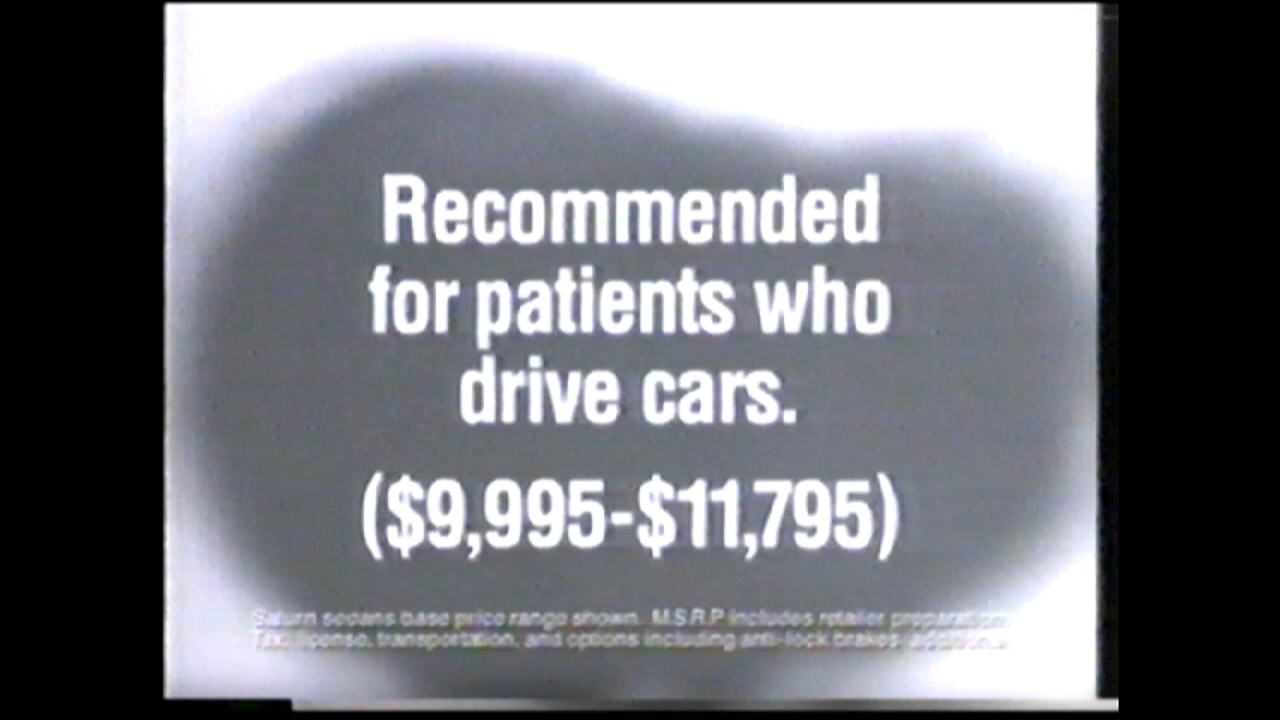 Recommended
for patients who
drive cars.
($9,995-$11,795)
Saturn sedans base price range shown. M.S.R.P includes retailer preparation.
Tax, license, transportation, and options including anti-lock brakes, additional.